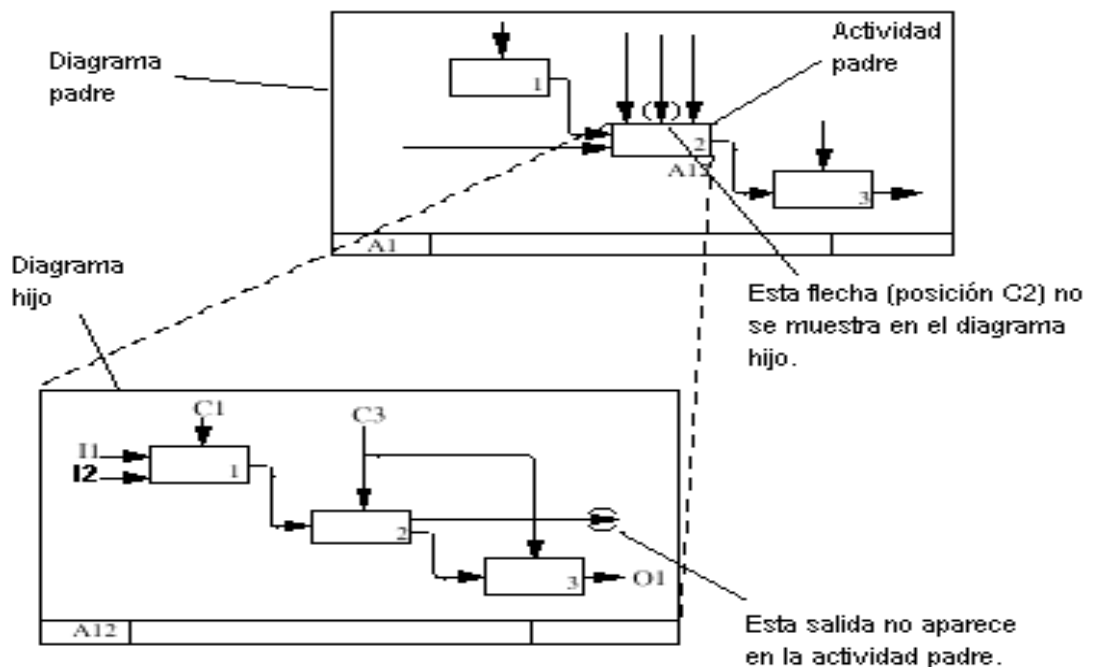 Diagrama
padre
Actividad
padre
1
( )
2
A12
3
A1
Diagrama
hijo
Esta flecha (posición C2) no
se muestra en el diagrama
hijo.
C1
C3
I1
I2
1
2
3
O1
A12
Esta salida no aparece
en la actividad padre.